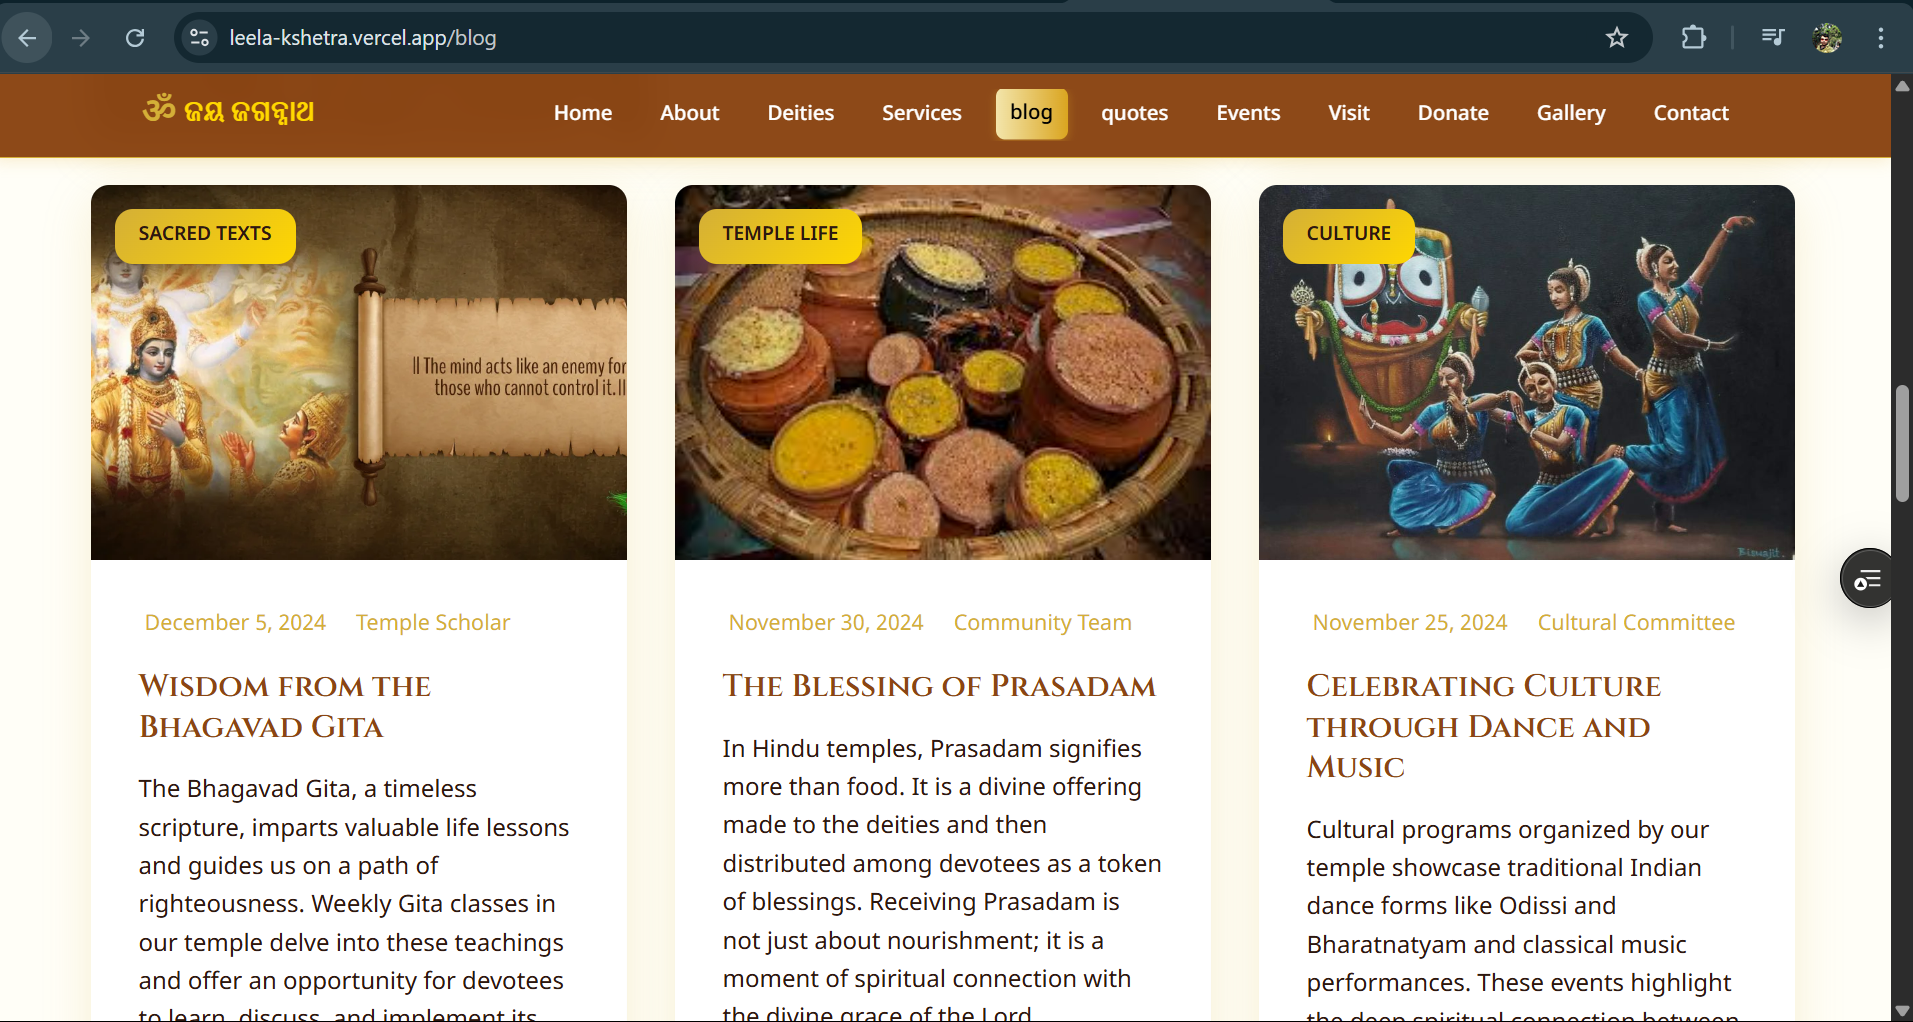 leela-kshetra.vercel.app/blog
ॐ ଜୟ ଜଗନ୍ନାଥ
Home About Deities Services blog quotes Events Visit Donate Gallery Contact
SACRED TEXTS
|| The mind acts like an enemy for
those who cannot control it. ||
December 5, 2024 Temple Scholar
Wisdom from the
Bhagavad Gita
The Bhagavad Gita, a timeless
scripture, imparts valuable life lessons
and guides us on a path of
righteousness. Weekly Gita classes in
our temple delve into these teachings
and offer an opportunity for devotees
to learn, discuss, and implement its
TEMPLE LIFE
November 30, 2024 Community Team
The Blessing of Prasadam
In Hindu temples, Prasadam signifies
more than food. It is a divine offering
made to the deities and then
distributed among devotees as a token
of blessings. Receiving Prasadam is
not just about nourishment; it is a
moment of spiritual connection with
the divine grace of the Lord
CULTURE
Biswajit.
November 25, 2024 Cultural Committee
Celebrating Culture
through Dance and
Music
Cultural programs organized by our
temple showcase traditional Indian
dance forms like Odissi and
Bharatnatyam and classical music
performances. These events highlight
the deep spiritual connection between